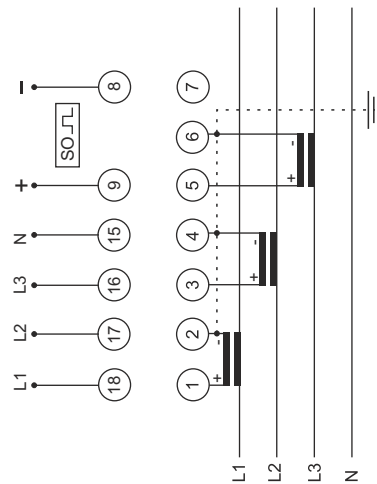 L1 L2 L3 N + -
SO
18 17 16 15 9 8
1 2 3 4 5 6 7
+ -
L1
+ -
L2
+ -
L3
N